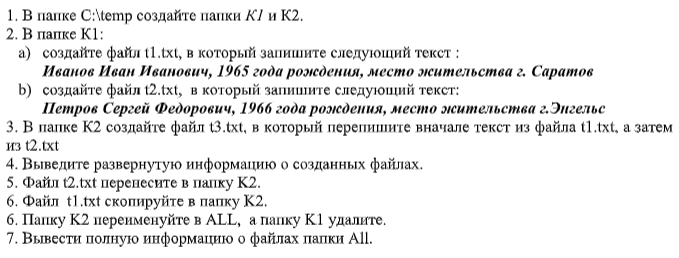 1. В папке C:\temp создайте папки K1 и K2.
2. В папке K1:
a) создайте файл t1.txt, в который запишите следующий текст :
Иванов Иван Иванович, 1965 года рождения, место жительства г. Саратов
b) создайте файл t2.txt, в который запишите следующий текст:
Петров Сергей Федорович, 1966 года рождения, место жительства г.Энгельс
3. В папке K2 создайте файл t3.txt, в который перепишите вначале текст из файла t1.txt, а затем
из t2.txt
4. Выведите развернутую информацию о созданных файлах.
5. Файл t2.txt перенесите в папку K2.
6. Файл t1.txt скопируйте в папку K2.
6. Папку K2 переименуйте в ALL, а папку K1 удалите.
7. Вывести полную информацию о файлах папки All.